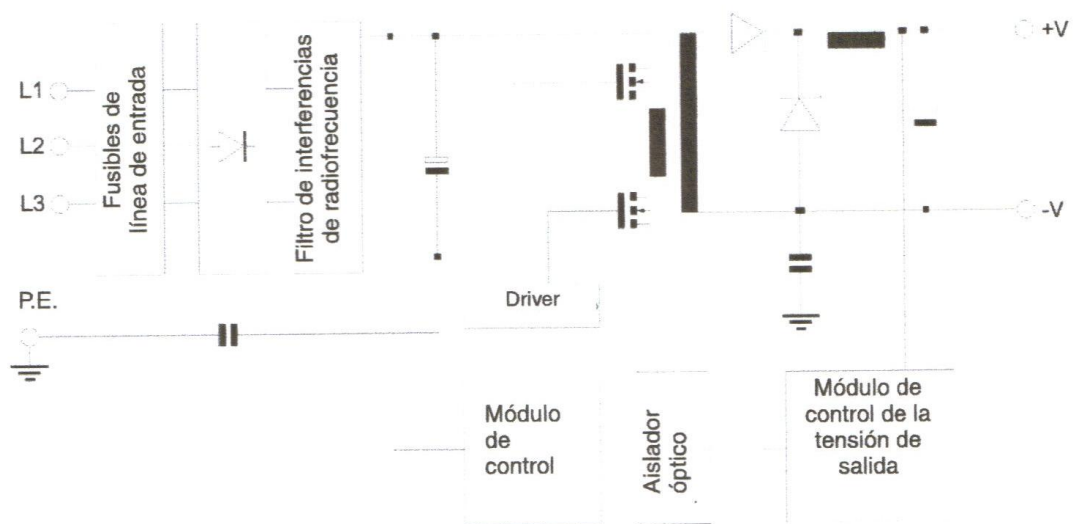 L1
L2
L3
P.E.
Fusibles de
línea de entrada
Filtro de interferencias
de radiofrecuencia
+V
-V
Driver
Módulo
de
control
Aislador
óptico
Módulo de
control de la
tensión de
salida